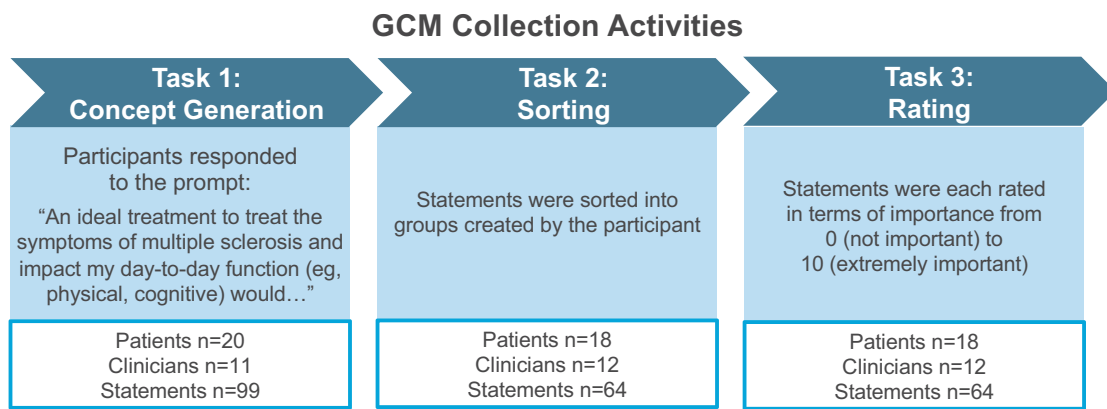 GCM Collection Activities
Task 1:
Concept Generation
Participants responded
to the prompt:
“An ideal treatment to treat the
symptoms of multiple sclerosis and
impact my day-to-day function (eg,
physical, cognitive) would…”
Patients n=20
Clinicians n=11
Statements n=99
Task 2:
Sorting
Statements were sorted into
groups created by the participant
Patients n=18
Clinicians n=12
Statements n=64
Task 3:
Rating
Statements were each rated
in terms of importance from
0 (not important) to
10 (extremely important)
Patients n=18
Clinicians n=12
Statements n=64